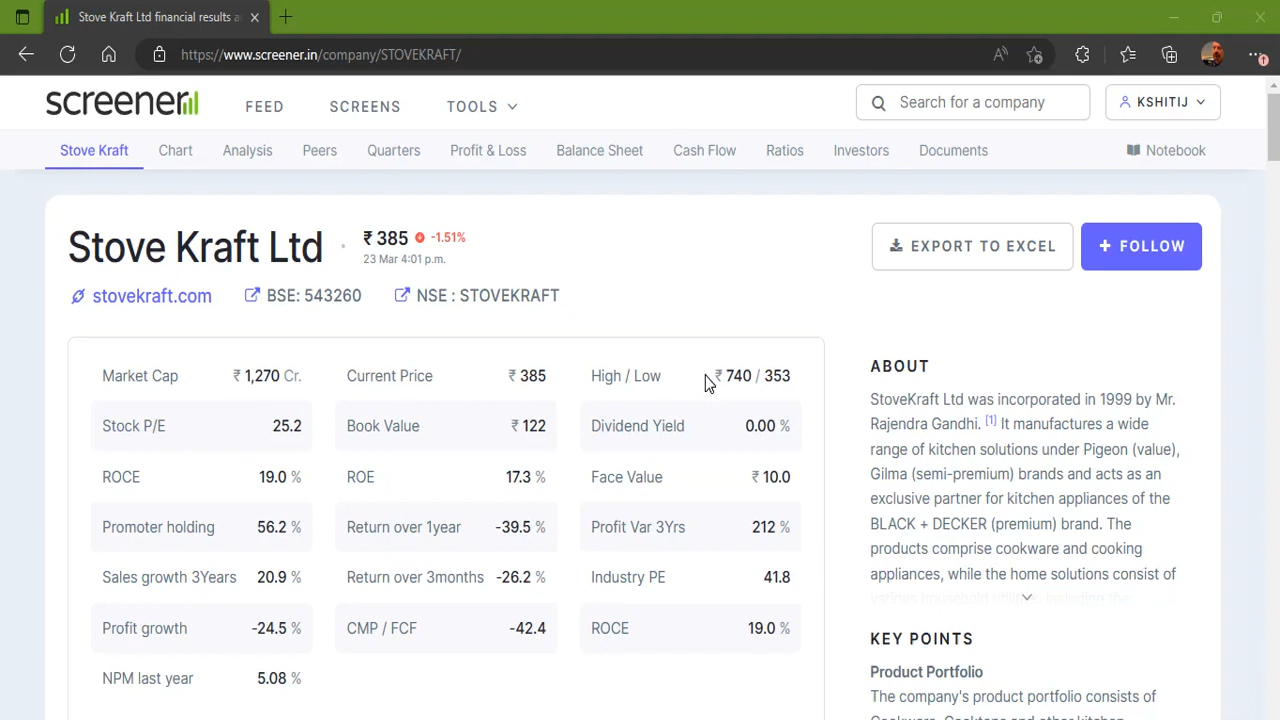 Stove Kraft Ltd financial results a
https://www.screener.in/company/STOVEKRAFT/
screener
FEED
SCREENS
TOOLS
Search for a company
KSHITIJ
Stove Kraft
Chart
Analysis
Peers
Quarters
Profit & Loss
Balance Sheet
Cash Flow
Ratios
Investors
Documents
Notebook
Stove Kraft Ltd
₹ 385 -1.51%
23 Mar 4:01 p.m.
EXPORT TO EXCEL
+ FOLLOW
stovekraft.com
BSE: 543260
NSE : STOVEKRAFT
Market Cap ₹ 1,270 Cr.
Current Price ₹ 385
High / Low ₹ 740 / 353
Stock P/E 25.2
Book Value ₹ 122
Dividend Yield 0.00 %
ROCE 19.0 %
ROE 17.3 %
Face Value ₹ 10.0
Promoter holding 56.2 %
Return over 1year -39.5 %
Profit Var 3Yrs 212 %
Sales growth 3Years 20.9 %
Return over 3months -26.2 %
Industry PE 41.8
Profit growth -24.5 %
CMP / FCF -42.4
ROCE 19.0 %
NPM last year 5.08 %
ABOUT
StoveKraft Ltd was incorporated in 1999 by Mr.
Rajendra Gandhi. [1] It manufactures a wide
range of kitchen solutions under Pigeon (value),
Gilma (semi-premium) brands and acts as an
exclusive partner for kitchen appliances of the
BLACK + DECKER (premium) brand. The
products comprise cookware and cooking
appliances, while the home solutions consist of
various household utilities, including the
KEY POINTS
Product Portfolio
The company's product portfolio consists of
Cookware, Cooktops and other kitchen